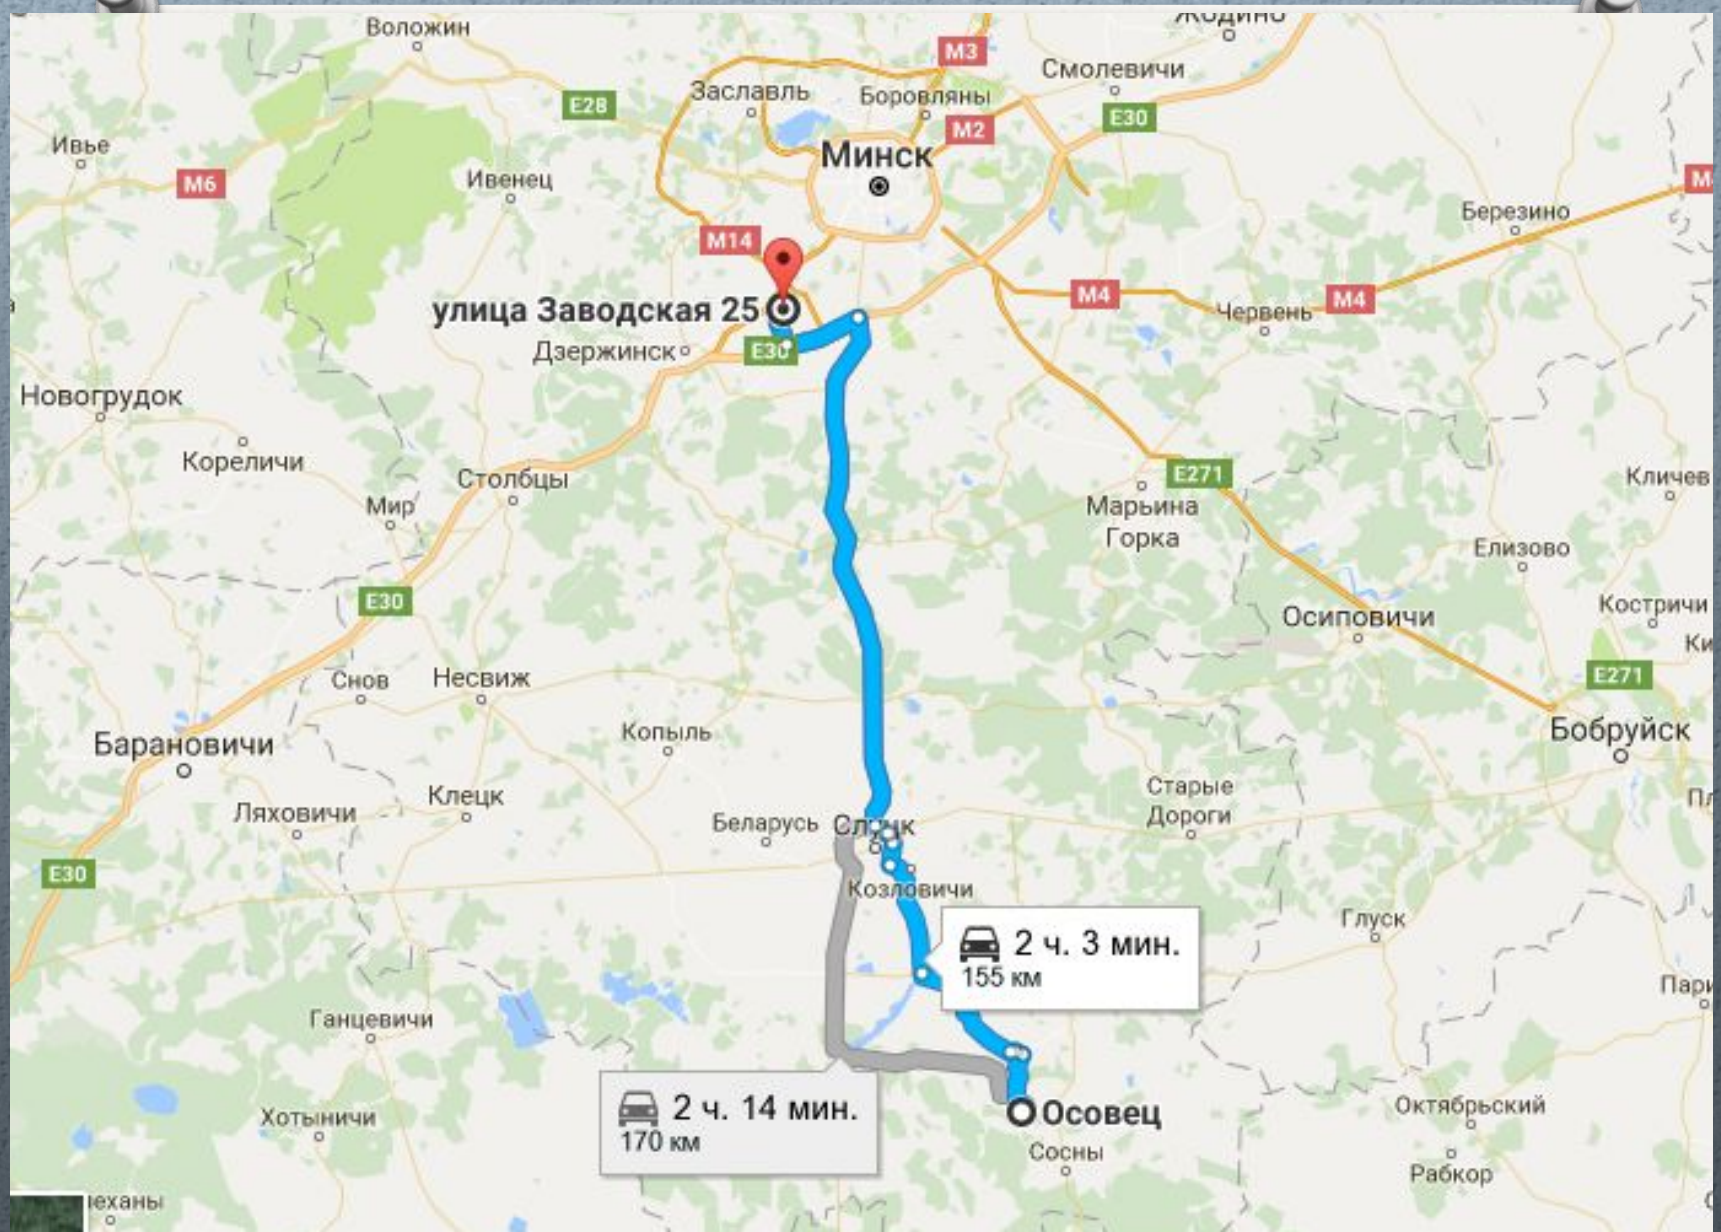 Воложин
Жодино
M3
Смолевичи
Заславль
Боровляны
E28
E30
M2
Ивье
Минск
M6
Ивенец
Березино
M14
улица Заводская 25
M4
M4
Червень
Дзержинск
E30
Новогрудок
Кореличи
Столбцы
E271
Кличев
Мир
Марьина
Горка
Елизово
E30
Осиповичи
Костричи
Снов
Несвиж
E271
Копыль
Барановичи
Бобруйск
Клецк
Старые
Дороги
Ляховичи
Беларусь
Слуцк
E30
Козловичи
Глуск
2 ч. 3 мин.
155 км
Ганцевичи
2 ч. 14 мин.
170 км
Осовец
Октябрьский
Хотыничи
Сосны
Рабкор